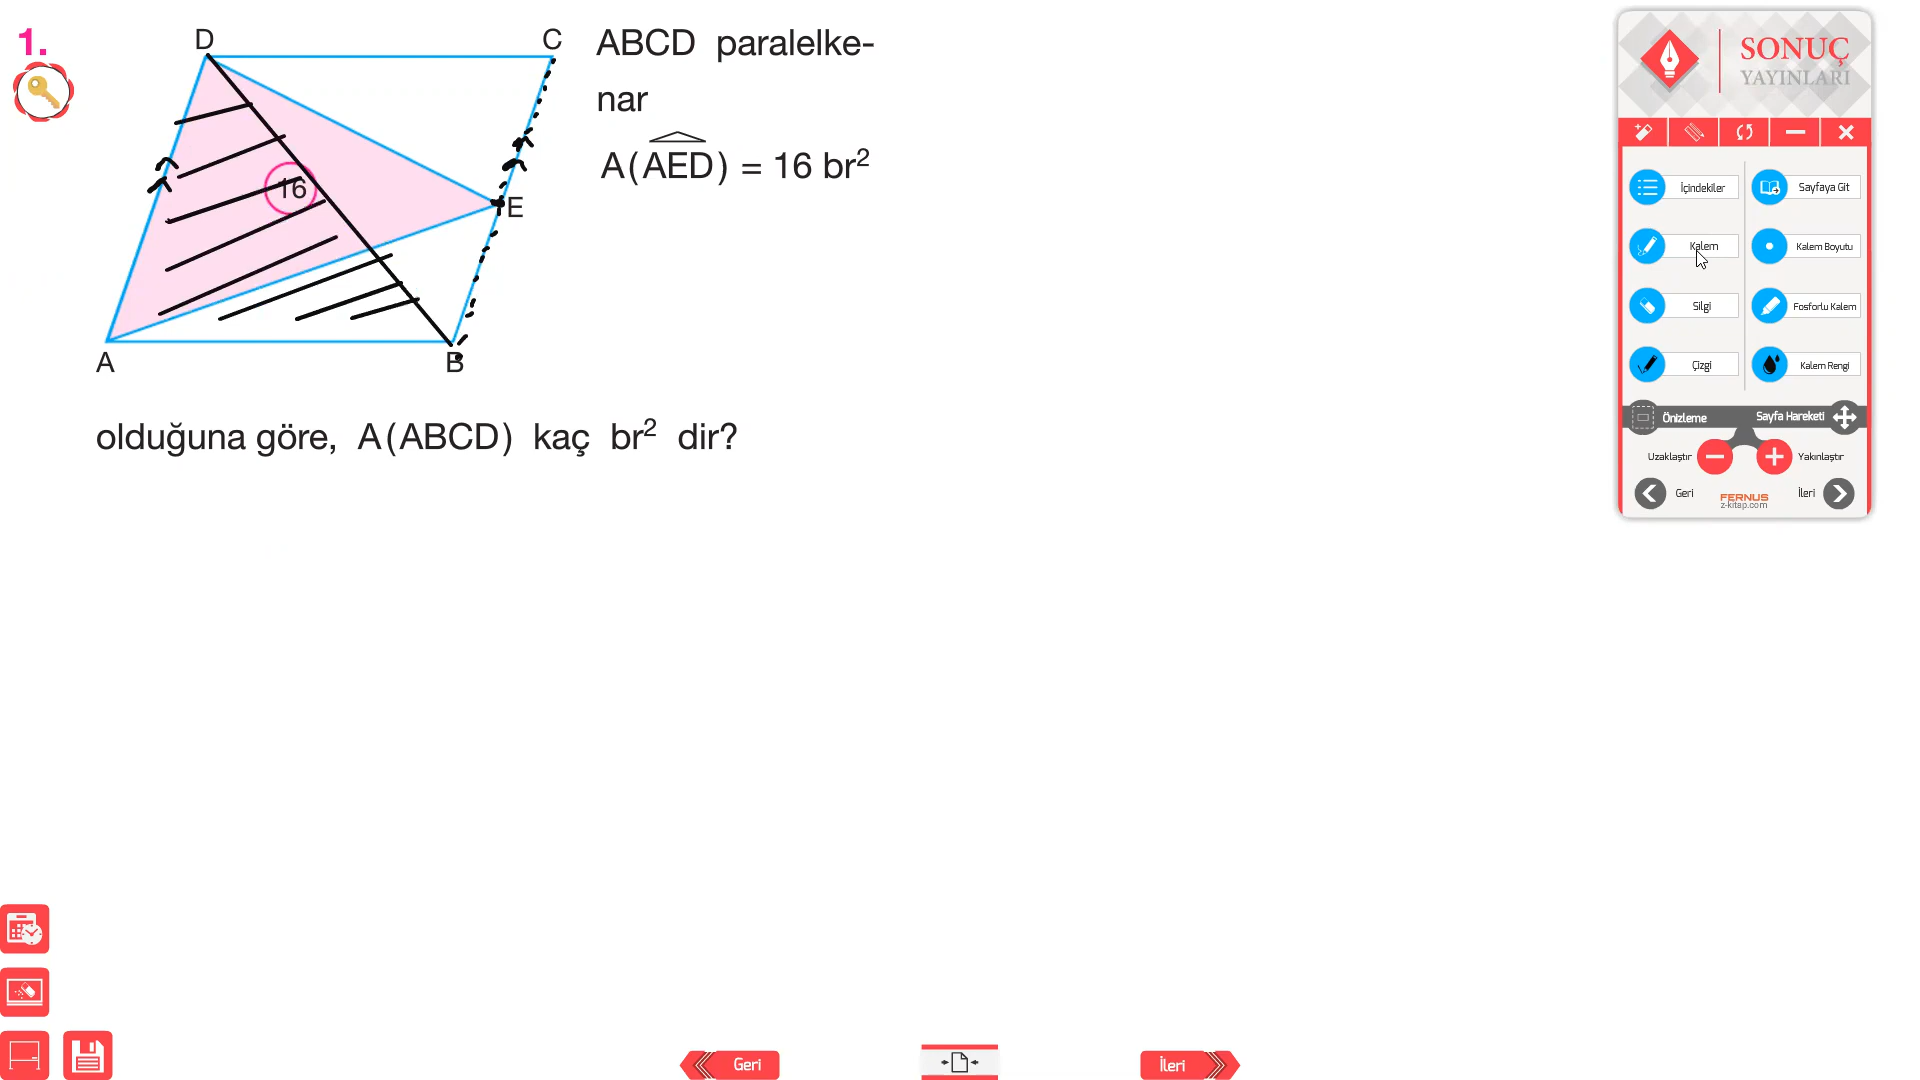 1.
D
C
ABCD paralelke-
nar
A(AED) = 16 br²
16
E
A
B
olduğuna göre, A(ABCD) kaç br² dir?
SONUÇ
YAYINLARI
İçindekiler
Sayfaya Git
Kalem
Kalem Boyutu
Silgi
Fosforlu Kalem
Çizgi
Kalem Rengi
Önizleme
Sayfa Hareketi
Uzaklaştır
Yakınlaştır
Geri
FERNUS
z-kitap.com
İleri
Geri
İleri